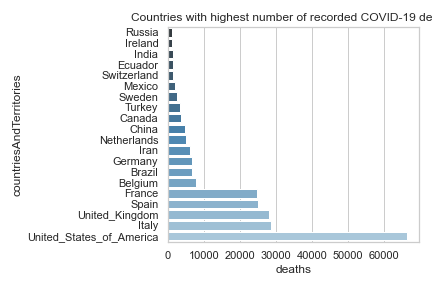 Countries with highest number of recorded COVID-19 de
Russia
Ireland
India
Ecuador
Switzerland
Mexico
Sweden
Turkey
Canada
China
Netherlands
Iran
Germany
Brazil
Belgium
France
Spain
United_Kingdom
Italy
United_States_of_America
countriesAndTerritories
0 10000 20000 30000 40000 50000 60000
deaths